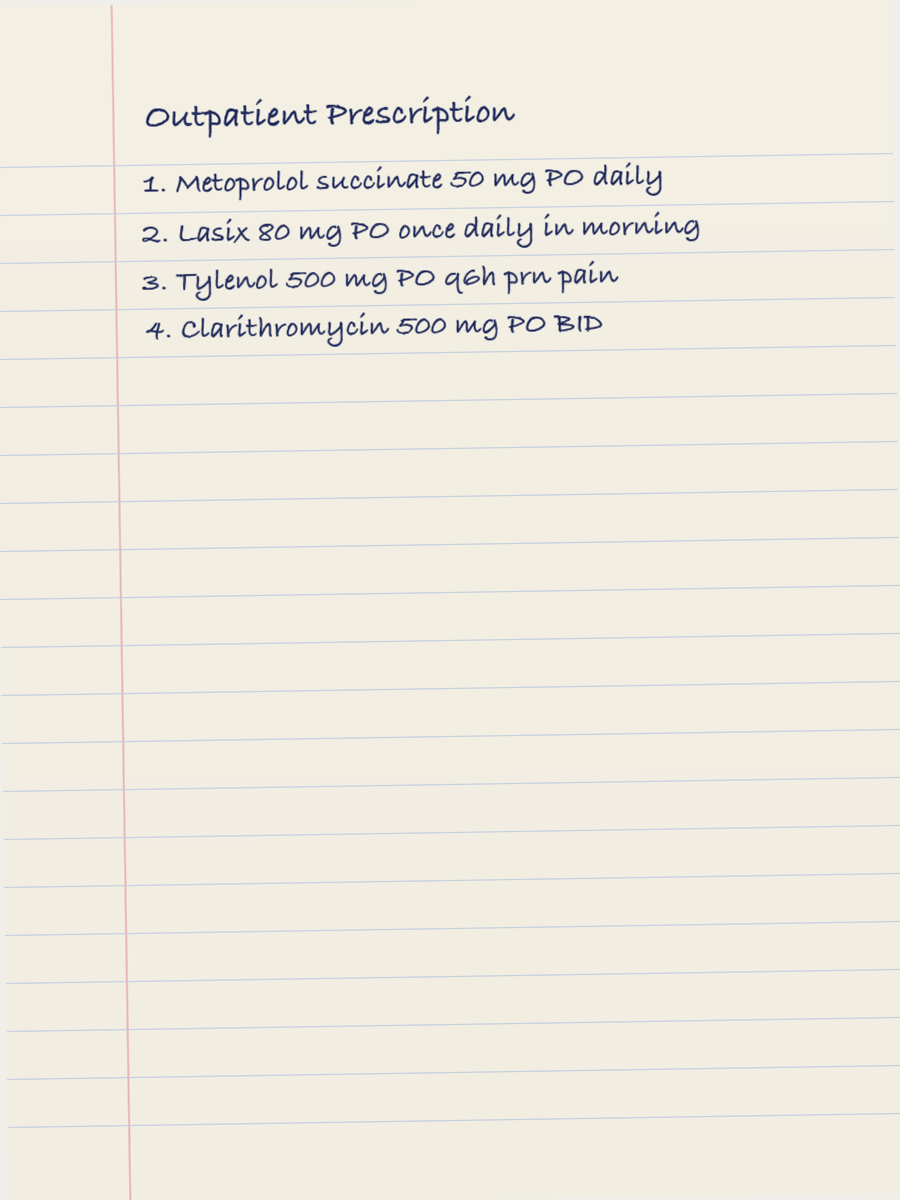 Outpatient Prescription
1. Metoprolol succinate 50 mg PO daily
2. Lasix 80 mg PO once daily in morning
3. Tylenol 500 mg PO q6h prn pain
4. Clarithromycin 500 mg PO BID